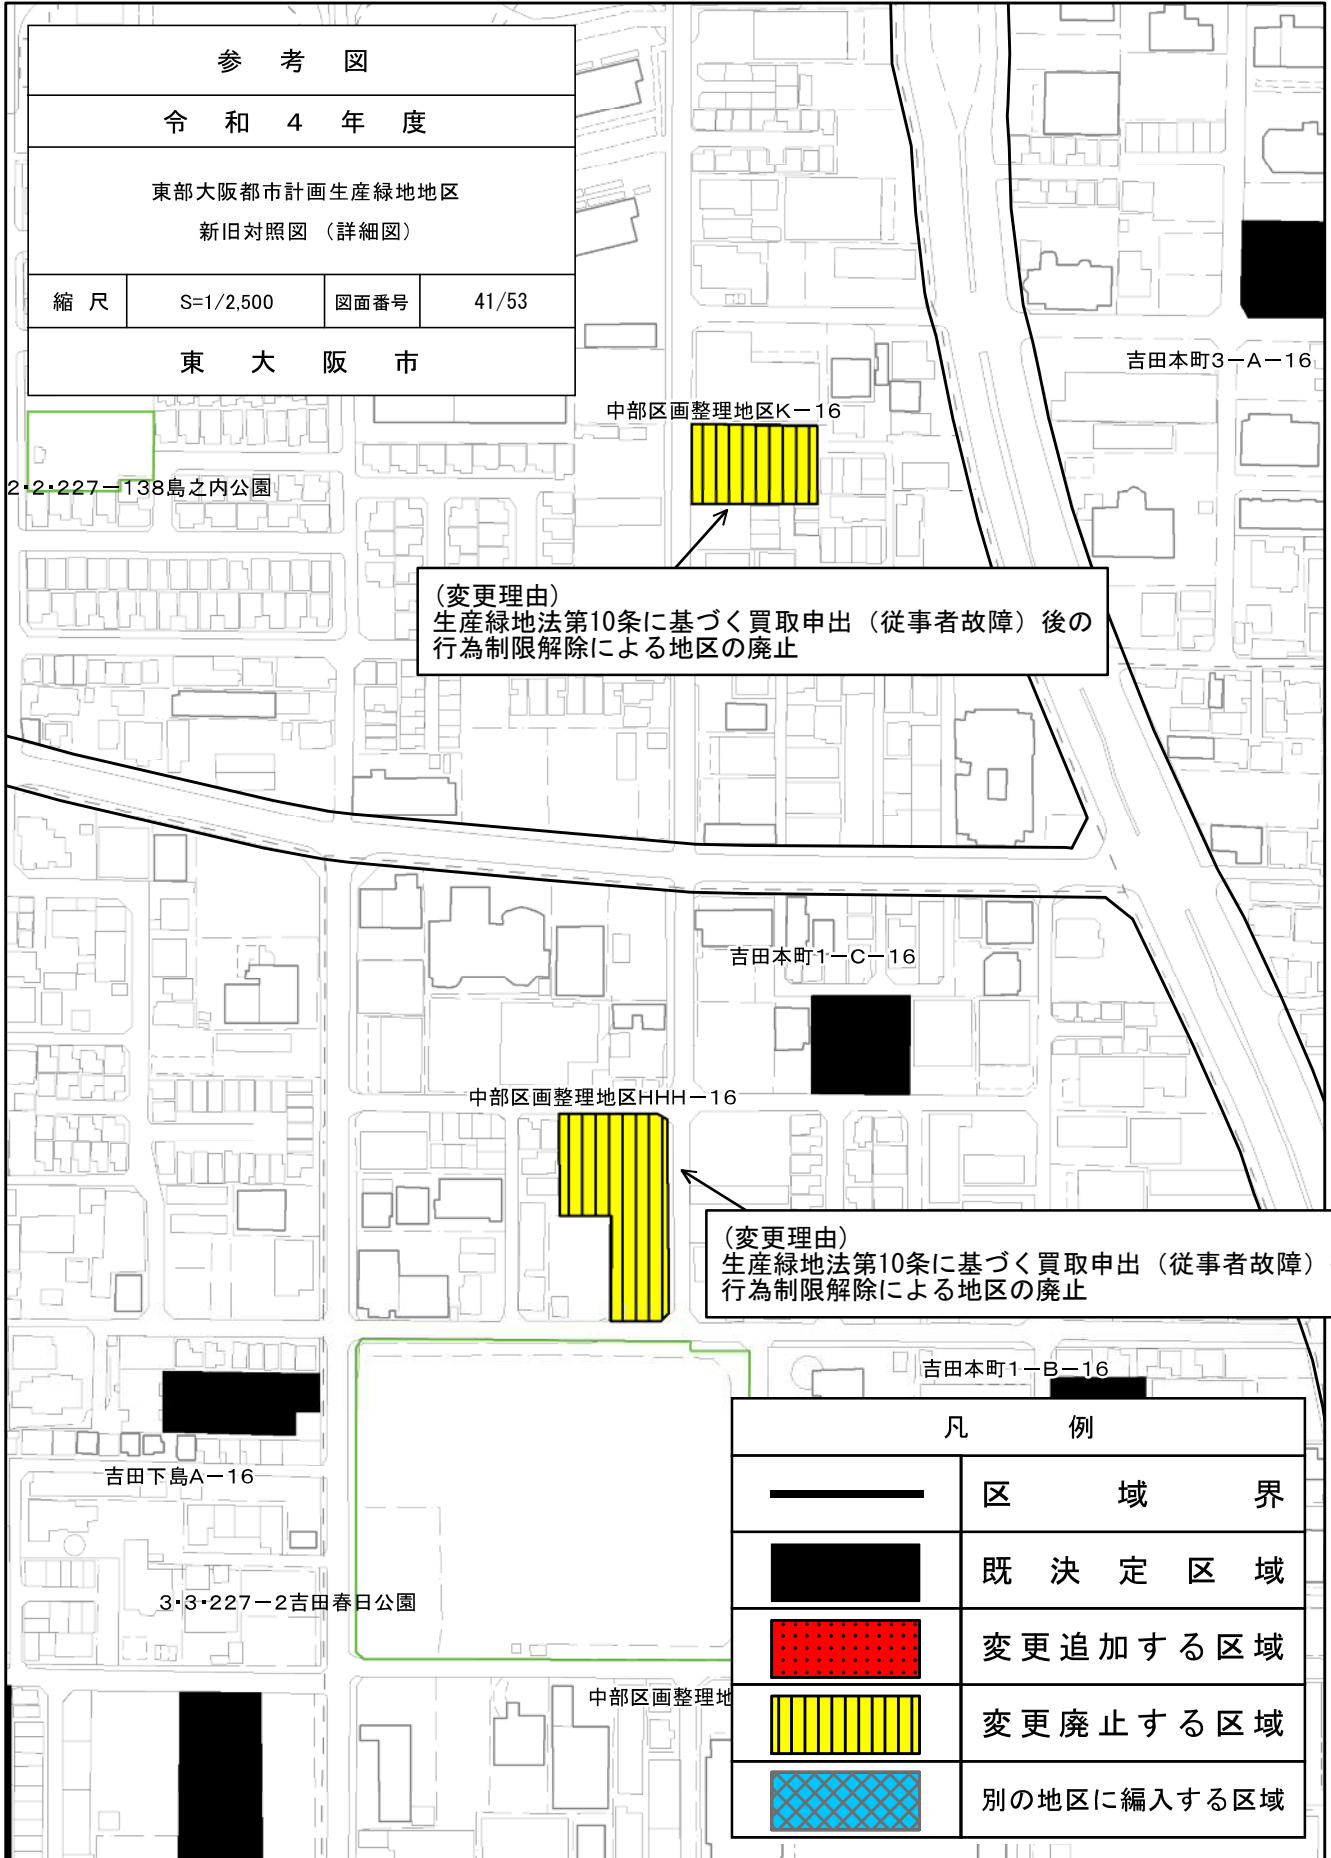 参考図
令和4年度
東部大阪都市計画生産緑地地区
新旧対照図 （詳細図）
縮尺 S=1/2,500 図面番号 41/53
東大阪市
吉田本町3－A－16
中部区画整理地区K－16
2・2・227－138島之内公園
(変更理由)
生産緑地法第10条に基づく買取申出（従事者故障）後の
行為制限解除による地区の廃止
吉田本町1－C－16
中部区画整理地区HHH－16
(変更理由)
生産緑地法第10条に基づく買取申出（従事者故障）
行為制限解除による地区の廃止
吉田本町1－B－16
吉田下島A－16
3・3・227－2吉田春日公園
中部区画整理地
凡例
区域界
既決定区域
変更追加する区域
変更廃止する区域
別の地区に編入する区域